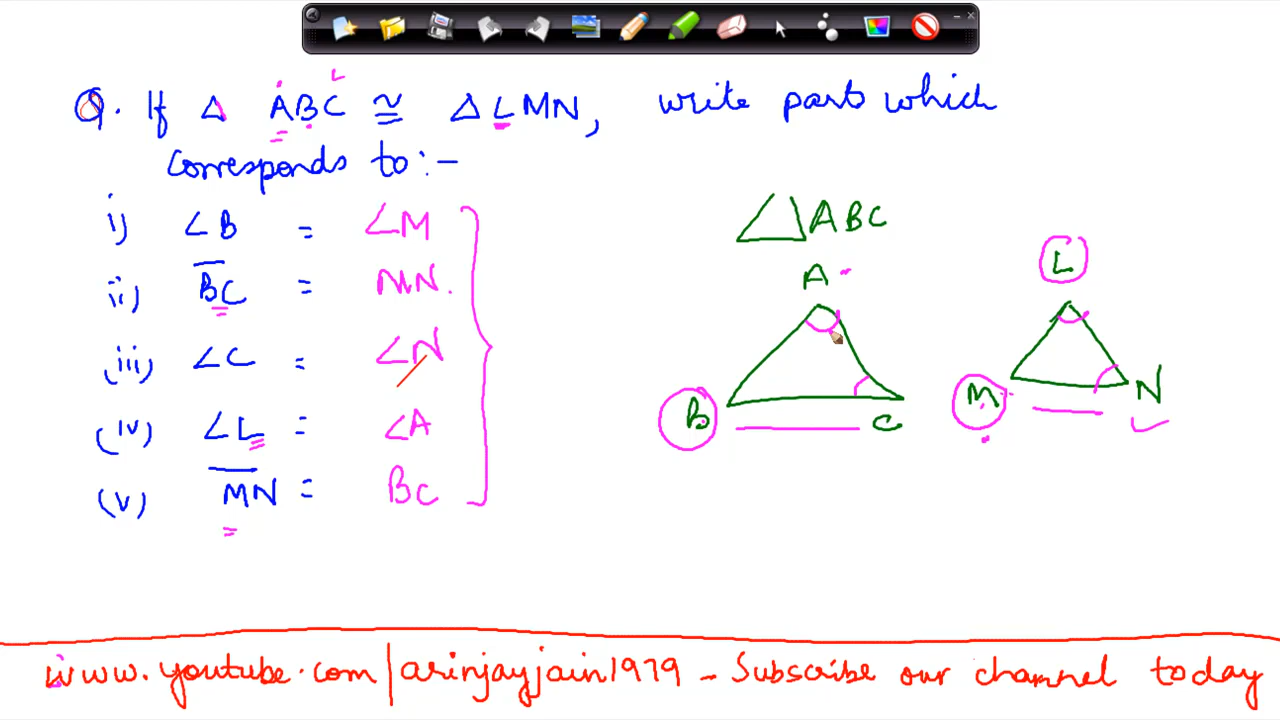 Q. If Δ ABC ≅ Δ LMN, write parts which
corresponds to :-
i) ∠B = ∠M
ii) BC = MN.
(iii) ∠C = ∠N
(iv) ∠L = ∠A
(v) MN = BC
△ABC
A
B
C
L
M
N
www.youtube.com/arinjayjain1979 - Subscribe our channel today